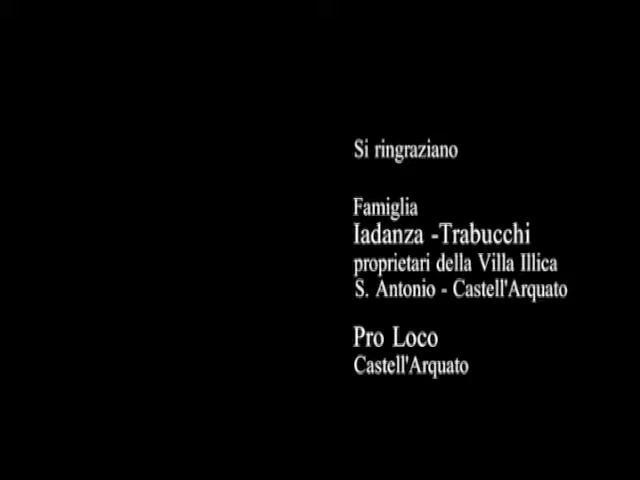 Si ringraziano
Famiglia
Iadanza -Trabucchi
proprietari della Villa Illica
S. Antonio - Castell'Arquato
Pro Loco
Castell'Arquato